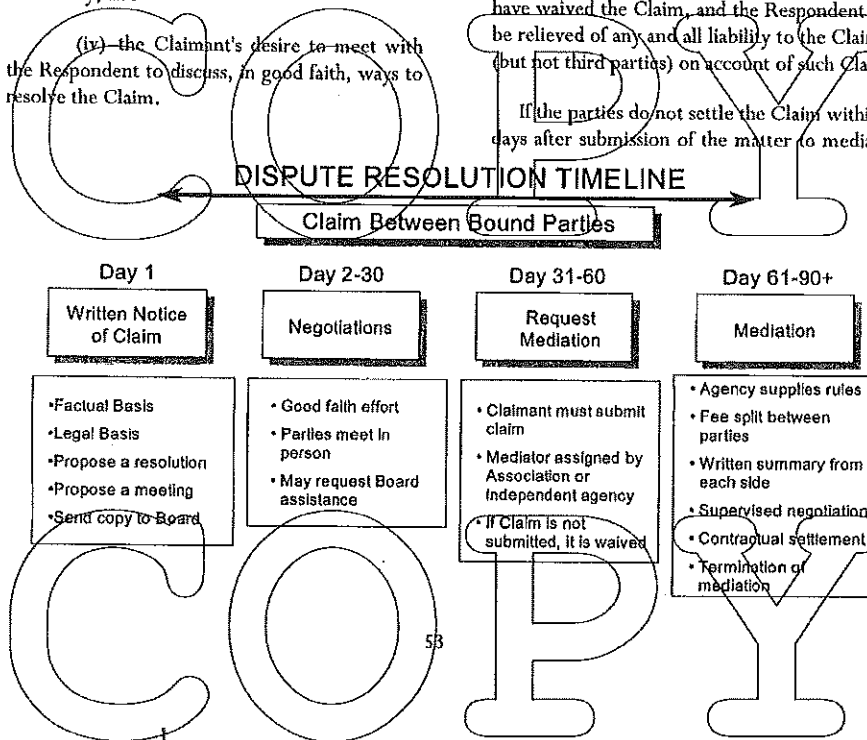 (iv) the Claimant's desire to meet with
the Respondent to discuss, in good faith, ways to
resolve the Claim.
have waived the Claim, and the Respondent
be relieved of any and all liability to the
(but not third parties) on account of such
If the parties do not settle the Claim
days after submission of the matter to
DISPUTE RESOLUTION TIMELINE
Claim Between Bound Parties
Day 1
Written Notice
of Claim
•Factual Basis
•Legal Basis
•Propose a resolution
•Propose a meeting
•Send copy to Board
Day 2-30
Negotiations
• Good faith effort
• Parties meet in
person
• May request Board
assistance
Day 31-60
Request
Mediation
• Claimant must submit
claim
• Mediator assigned by
Association or
independent agency
• If Claim is not
submitted, it is waived
Day 61-90+
Mediation
• Agency supplies rules
• Fee split between
parties
• Written summary from
each side
• Supervised negotiation
• Contractual settlement
• Termination of
mediation
53
COPY
COPY